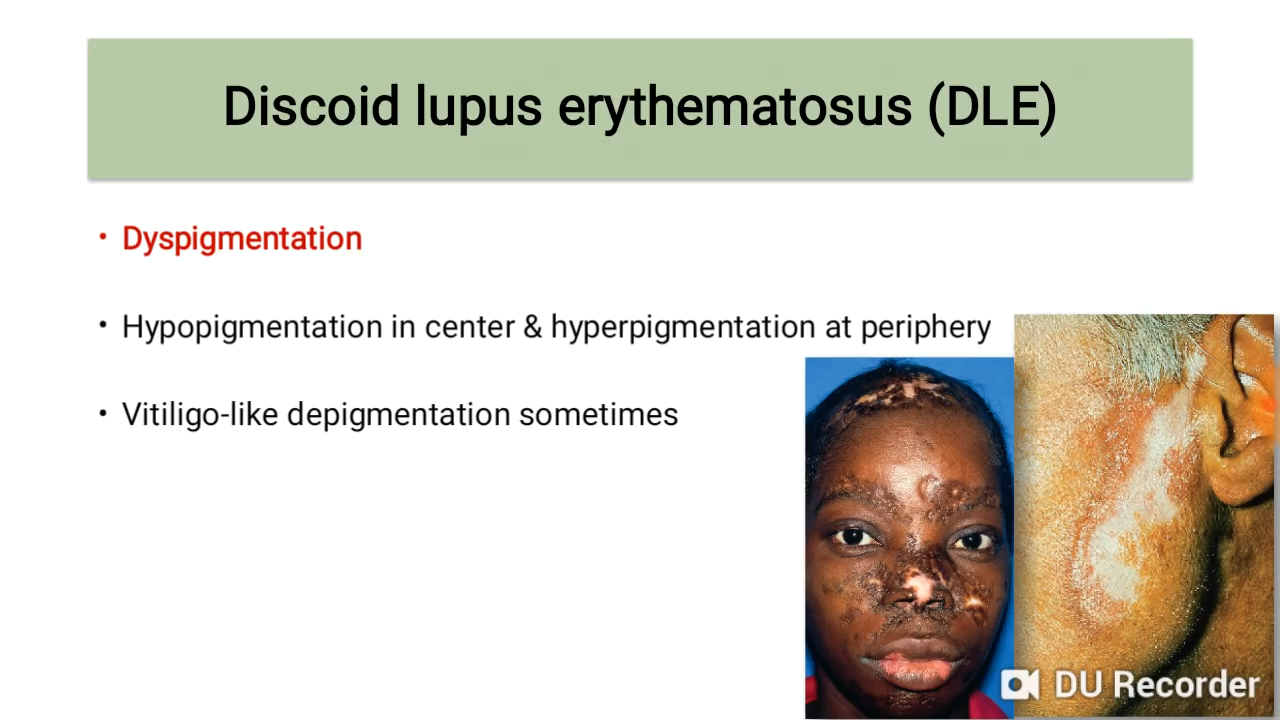 Discoid lupus erythematosus (DLE)
• Dyspigmentation
• Hypopigmentation in center & hyperpigmentation at periphery
• Vitiligo-like depigmentation sometimes
DU Recorder